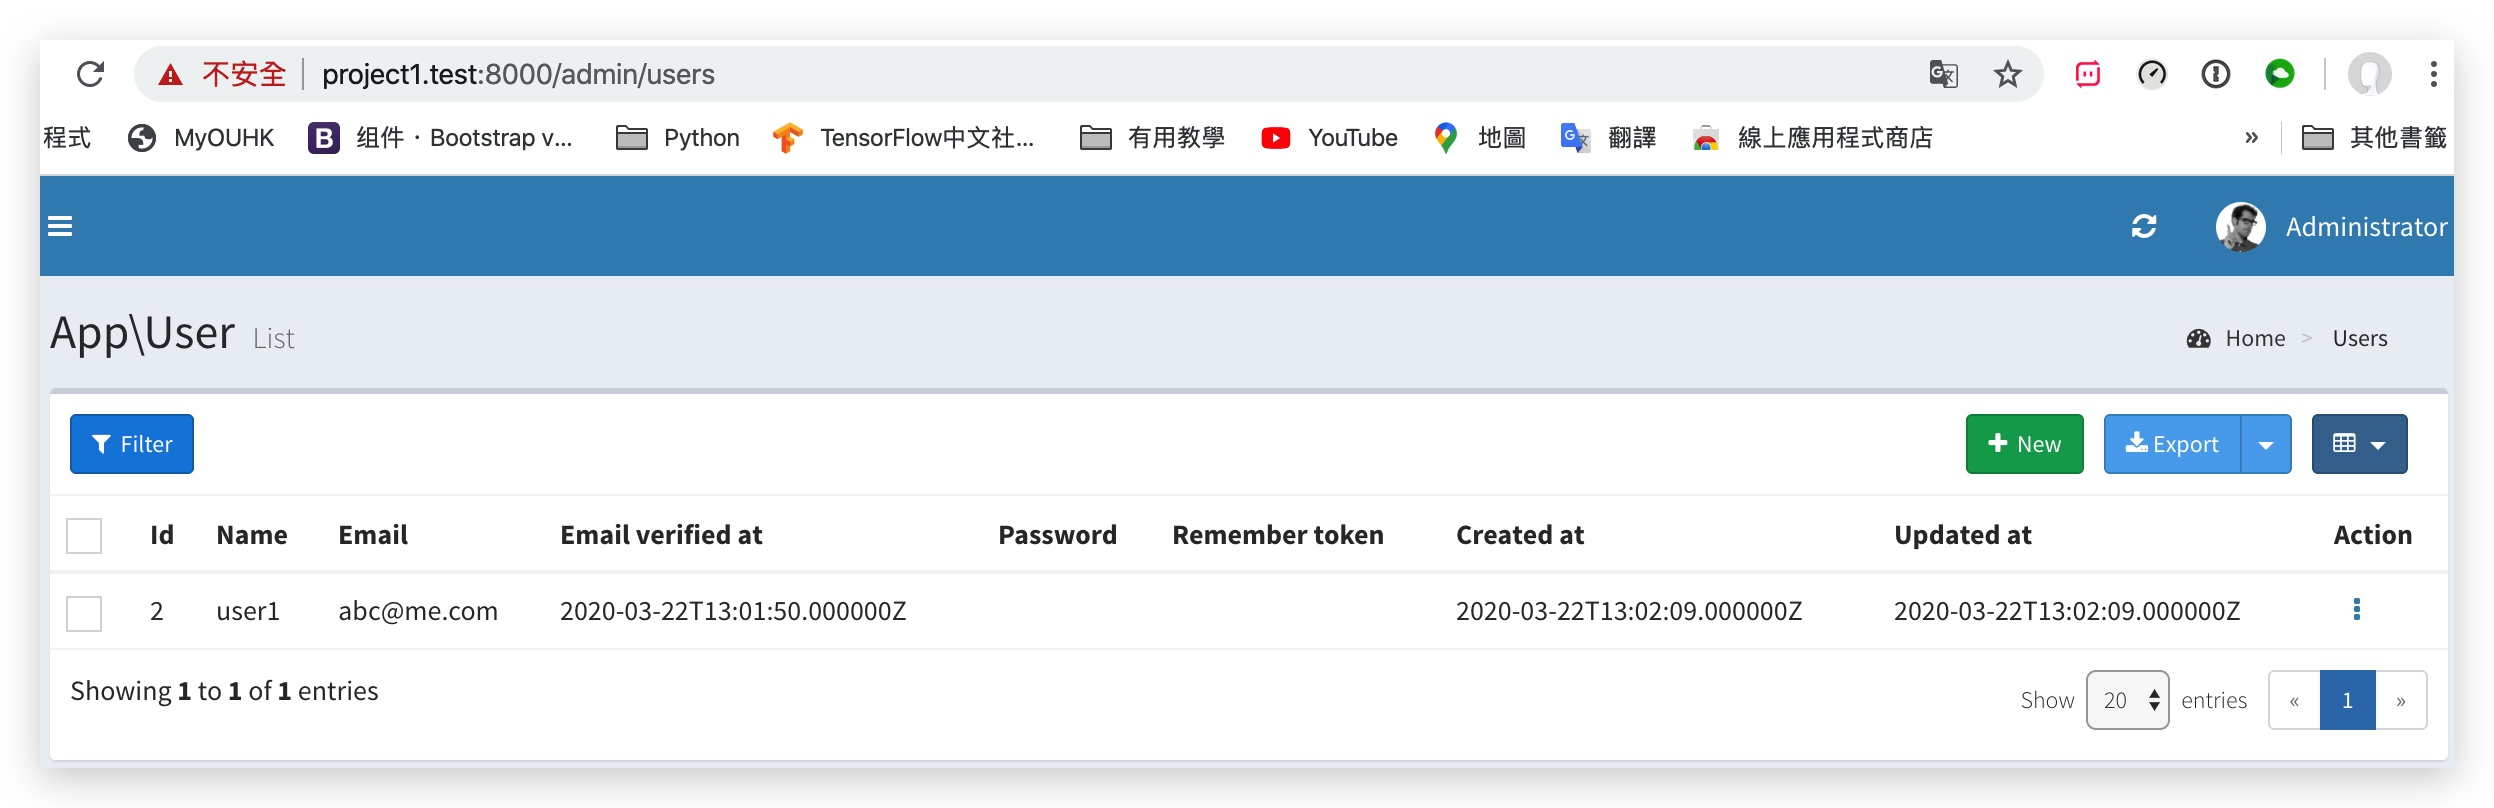 不安全 project1.test:8000/admin/users
程式 MyOUHK 组件 · Bootstrap v... Python TensorFlow中文社... 有用教學 YouTube 地圖 翻譯 線上應用程式商店 » 其他書籤
Administrator
App\User List Home > Users
Filter New Export
Id Name Email Email verified at Password Remember token Created at Updated at Action
2 user1 abc@me.com 2020-03-22T13:01:50.000000Z 2020-03-22T13:02:09.000000Z 2020-03-22T13:02:09.000000Z
Showing 1 to 1 of 1 entries Show 20 entries « 1 »